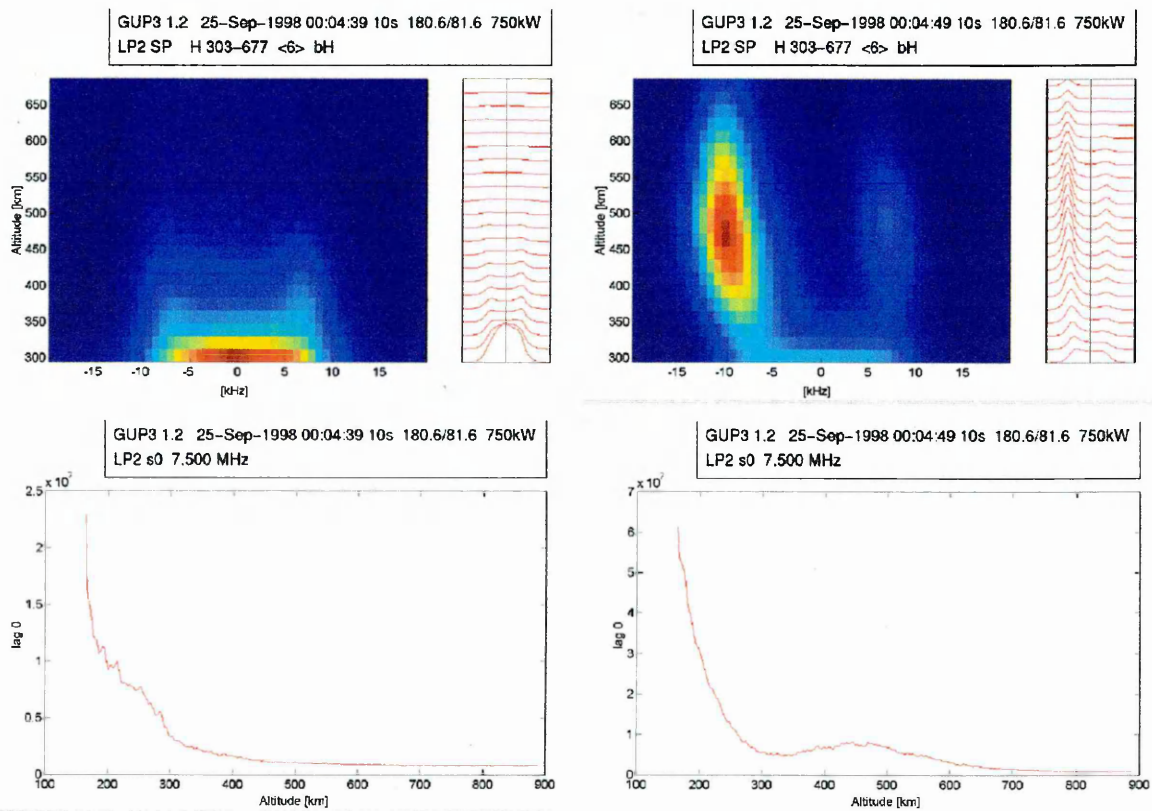 GUP3 1.2 25-Sep-1998 00:04:39 10s 180.6/81.6 750kW
LP2 SP H 303-677 <6> bH
650
600
550
500
450
400
350
300
Altitude [km]
-15 -10 -5 0 5 10 15
[kHz]
GUP3 1.2 25-Sep-1998 00:04:49 10s 180.6/81.6 750kW
LP2 SP H 303-677 <6> bH
650
600
550
500
450
400
350
300
Altitude [km]
-15 -10 -5 0 5 10 15
[kHz]
GUP3 1.2 25-Sep-1998 00:04:39 10s 180.6/81.6 750kW
LP2 s0 7.500 MHz
x 10^7
2.5
2
1.5
1
0.5
0
lag 0
100 200 300 400 500 600 700 800 900
Altitude [km]
GUP3 1.2 25-Sep-1998 00:04:49 10s 180.6/81.6 750kW
LP2 s0 7.500 MHz
x 10^7
7
6
5
4
3
2
1
0
lag 0
100 200 300 400 500 600 700 800 900
Altitude [km]